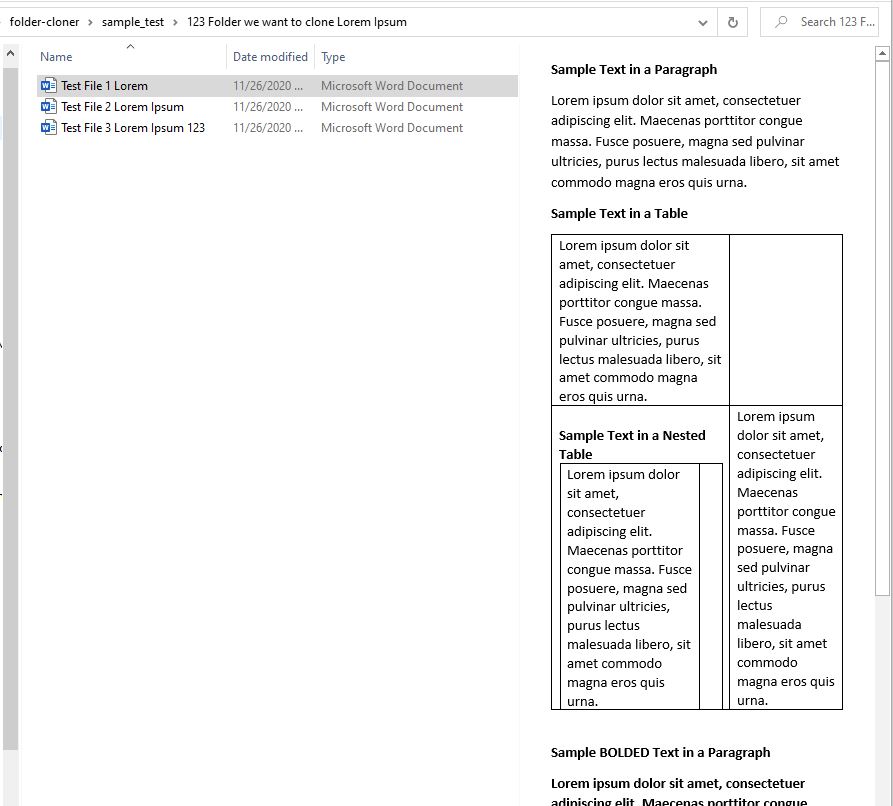 folder-cloner > sample_test > 123 Folder we want to clone Lorem Ipsum
Search 123 F...
Name Date modified Type
Test File 1 Lorem 11/26/2020 ... Microsoft Word Document
Test File 2 Lorem Ipsum 11/26/2020 ... Microsoft Word Document
Test File 3 Lorem Ipsum 123 11/26/2020 ... Microsoft Word Document
Sample Text in a Paragraph
Lorem ipsum dolor sit amet, consectetuer
adipiscing elit. Maecenas porttitor congue
massa. Fusce posuere, magna sed pulvinar
ultricies, purus lectus malesuada libero, sit amet
commodo magna eros quis urna.
Sample Text in a Table
Lorem ipsum dolor sit
amet, consectetuer
adipiscing elit. Maecenas
porttitor congue massa.
Fusce posuere, magna sed
pulvinar ultricies, purus
lectus malesuada libero, sit
amet commodo magna
eros quis urna.
Sample Text in a Nested
Table
Lorem ipsum dolor
sit amet,
consectetuer
adipiscing elit.
Maecenas porttitor
congue massa. Fusce
posuere, magna sed
pulvinar ultricies,
purus lectus
malesuada libero, sit
amet commodo
magna eros quis
urna.
Lorem ipsum
dolor sit amet,
consectetuer
adipiscing elit.
Maecenas
porttitor congue
massa. Fusce
posuere, magna
sed pulvinar
ultricies, purus
lectus
malesuada
libero, sit amet
commodo
magna eros quis
urna.
Sample BOLDED Text in a Paragraph
Lorem ipsum dolor sit amet, consectetuer
adipiscing elit. Maecenas porttitor congue